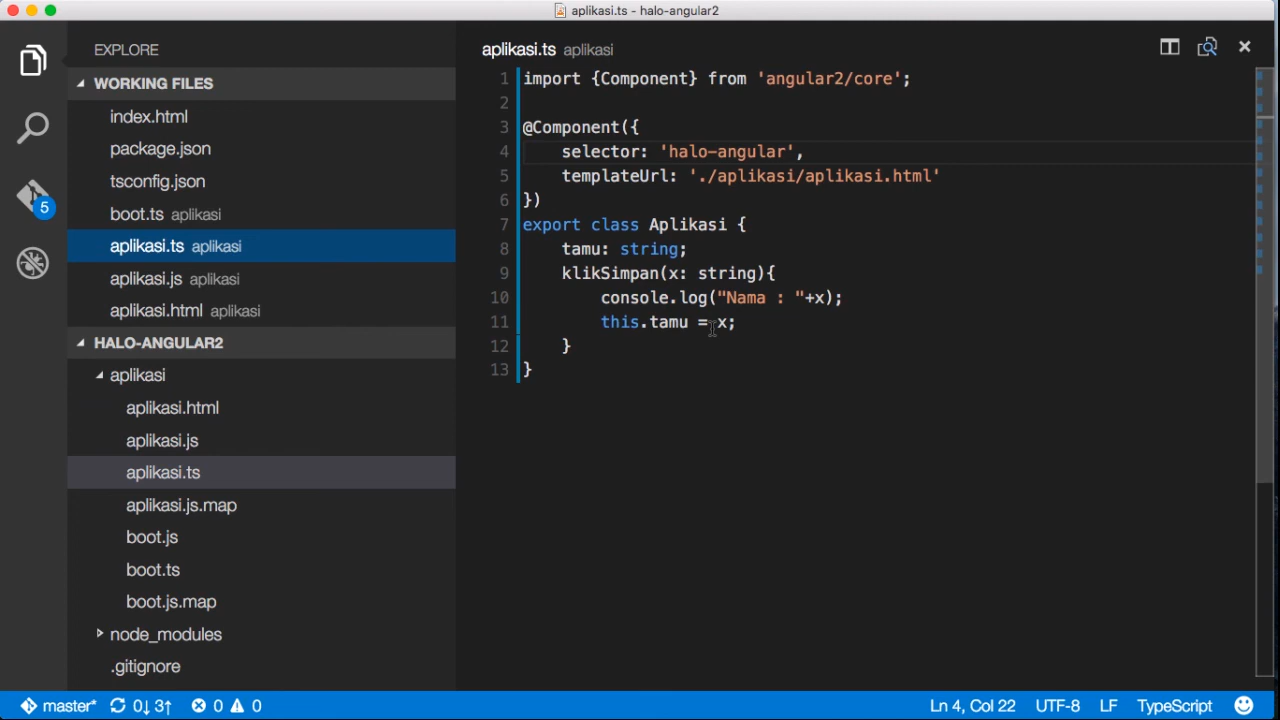 aplikasi.ts - halo-angular2
EXPLORE
WORKING FILES
index.html
package.json
tsconfig.json
boot.ts aplikasi
aplikasi.ts aplikasi
aplikasi.js aplikasi
aplikasi.html aplikasi
HALO-ANGULAR2
aplikasi
aplikasi.html
aplikasi.js
aplikasi.ts
aplikasi.js.map
boot.js
boot.ts
boot.js.map
node_modules
.gitignore
5
aplikasi.ts aplikasi
1 import {Component} from 'angular2/core';
2
3 @Component({
4 selector: 'halo-angular',
5 templateUrl: './aplikasi/aplikasi.html'
6 })
7 export class Aplikasi {
8 tamu: string;
9 klikSimpan(x: string){
10 console.log("Nama : "+x);
11 this.tamu = x;
12 }
13 }
master* 0↓ 3↑ 0 0 Ln 4, Col 22 UTF-8 LF TypeScript